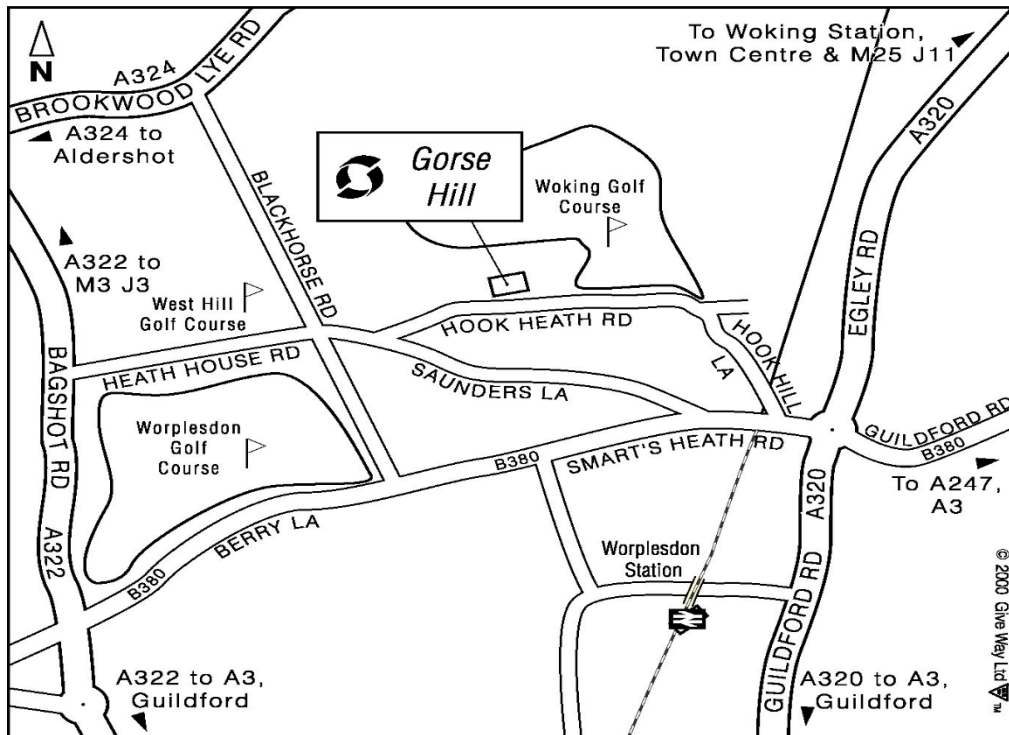 To Woking Station,
Town Centre & M25 J11
N
A324
BROOKWOOD LYE RD
A324 to
Aldershot
A320
Gorse
Hill
Woking Golf
Course
BLACKHORSE RD
A322 to
M3 J3
West Hill
Golf Course
EGLEY RD
HOOK HEATH RD
HOOK HILL
LA
HEATH HOUSE RD
SAUNDERS LA
BAGSHOT RD
Worplesdon
Golf
Course
GUILDFORD RD
B380
SMART'S HEATH RD
B380
To A247,
A3
A320
BERRY LA
A322
B380
Worplesdon
Station
GUILDFORD RD
A322 to A3,
Guildford
A320 to A3,
Guildford
© 2000 Give Way Ltd TM